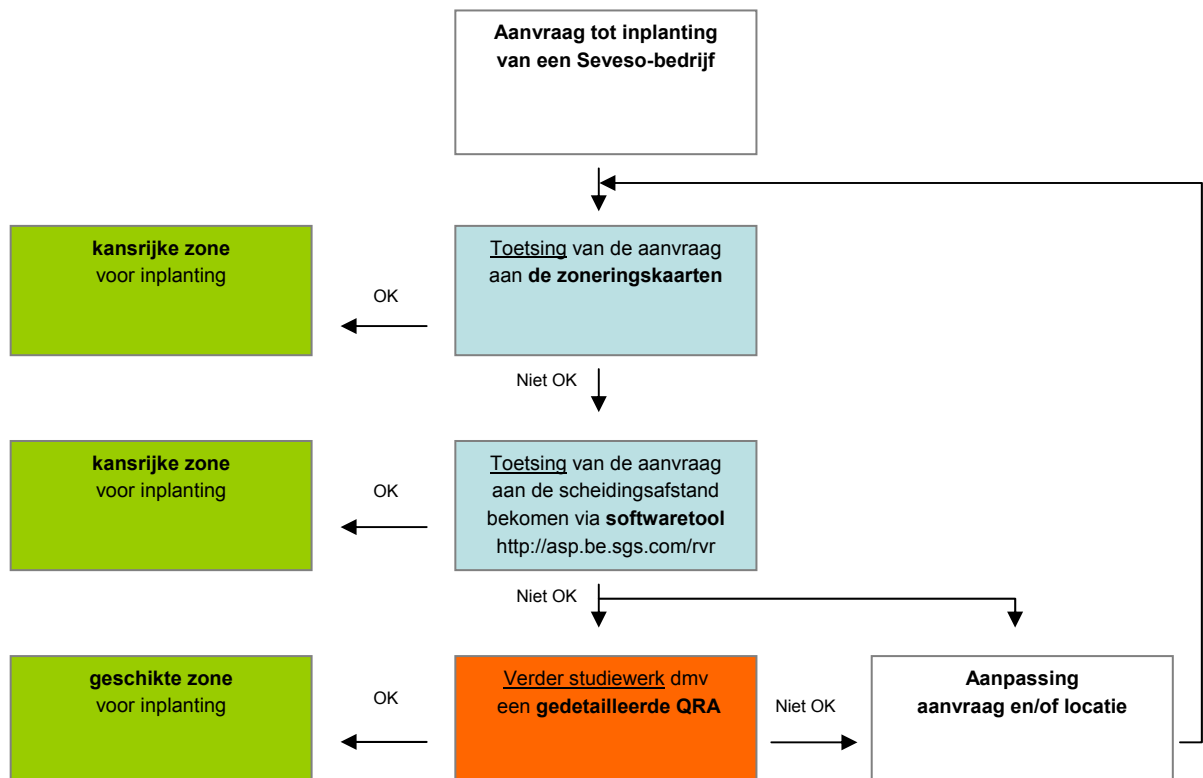 Aanvraag tot inplanting
van een Seveso-bedrijf
kansrijke zone
voor inplanting
OK
Toetsing van de aanvraag
aan de zoneringskaarten
Niet OK
kansrijke zone
voor inplanting
OK
Toetsing van de aanvraag
aan de scheidingsafstand
bekomen via softwaretool
http://asp.be.sgs.com/rvr
Niet OK
geschikte zone
voor inplanting
OK
Verder studiewerk dmv
een gedetailleerde QRA
Niet OK
Aanpassing
aanvraag en/of locatie